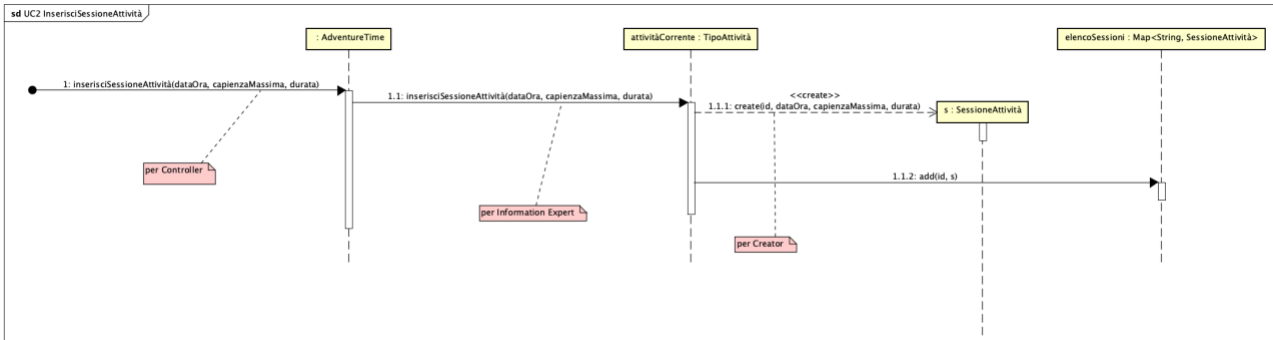 sd UC2 InserisciSessioneAttività
: AdventureTime
attivitàCorrente : TipoAttività
elencoSessioni : Map<String, SessioneAttività>
1: inserisciSessioneAttività(dataOra, capienzaMassima, durata)
1.1: inserisciSessioneAttività(dataOra, capienzaMassima, durata)
<<create>>
1.1.1: create(id, dataOra, capienzaMassima, durata)
s : SessioneAttività
per Controller
1.1.2: add(id, s)
per Information Expert
per Creator